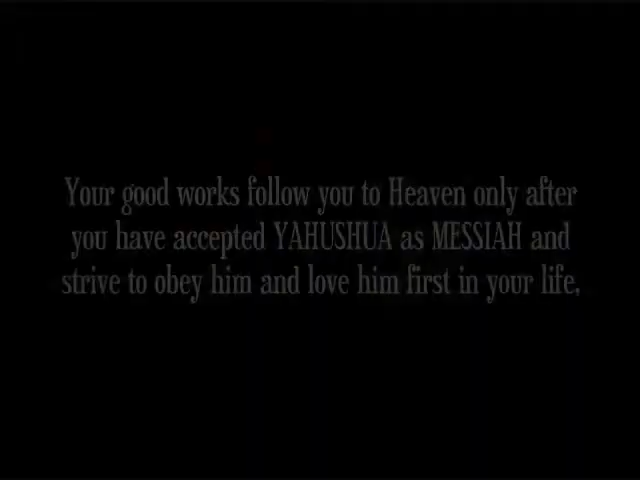 Your good works follow you to Heaven only after
you have accepted YAHUSHUA as MESSIAH and
strive to obey him and love him first in your life.